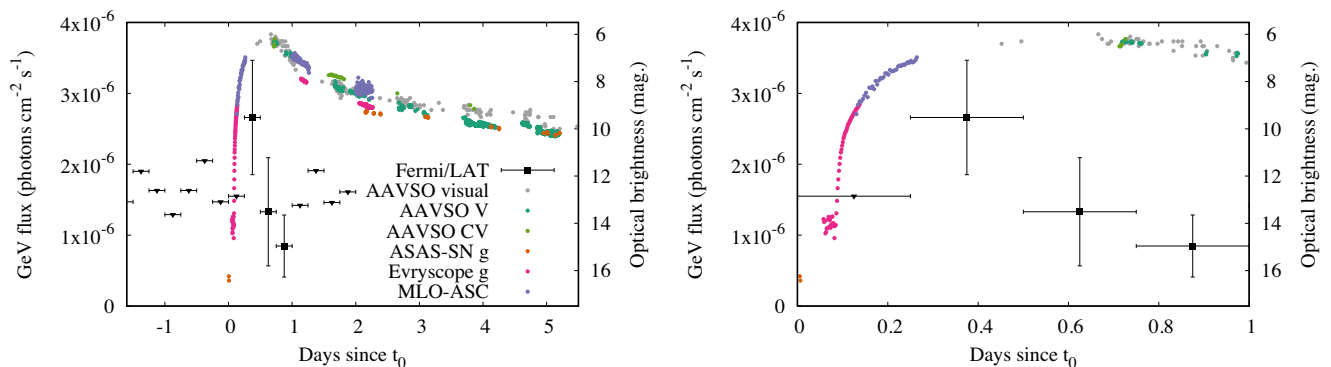 4x10-6
3x10-6
2x10-6
1x10-6
0
GeV flux (photons cm-2 s-1)
-1 0 1 2 3 4 5
Days since t0
6
8
10
12
14
16
Optical brightness (mag.)
Fermi/LAT
AAVSO visual
AAVSO V
AAVSO CV
ASAS-SN g
Evryscope g
MLO-ASC
4x10-6
3x10-6
2x10-6
1x10-6
0
GeV flux (photons cm-2 s-1)
0 0.2 0.4 0.6 0.8 1
Days since t0
6
8
10
12
14
16
Optical brightness (mag.)